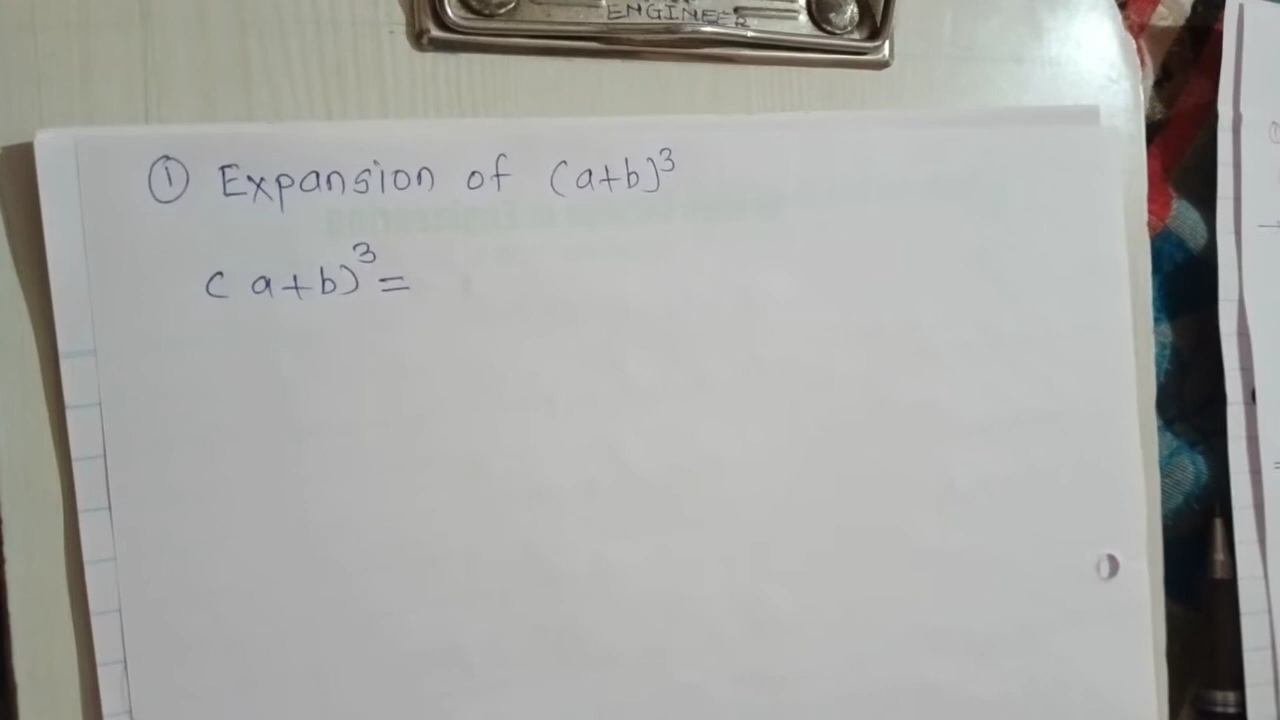 ENGINEER
① Expansion of (a+b)³
(a+b)³ =